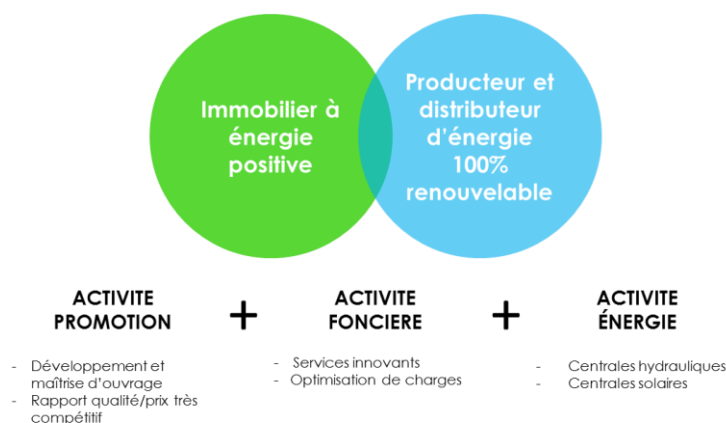 Immobilier à
énergie
positive
Producteur et
distributeur
d'énergie
100%
renouvelable
ACTIVITE
PROMOTION
+
ACTIVITE
FONCIERE
+
ACTIVITE
ÉNERGIE
- Développement et
maîtrise d'ouvrage
- Rapport qualité/prix très
compétitif
- Services innovants
- Optimisation de charges
- Centrales hydrauliques
- Centrales solaires